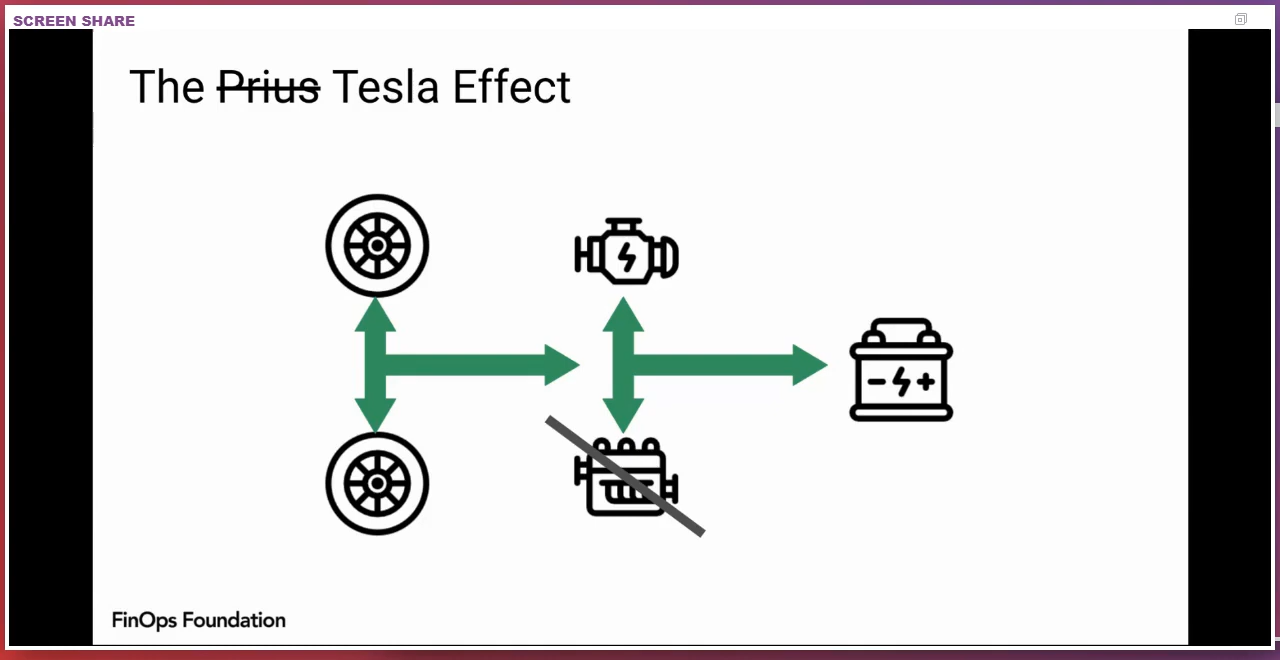 SCREEN SHARE
The Prius Tesla Effect
- +
FinOps Foundation